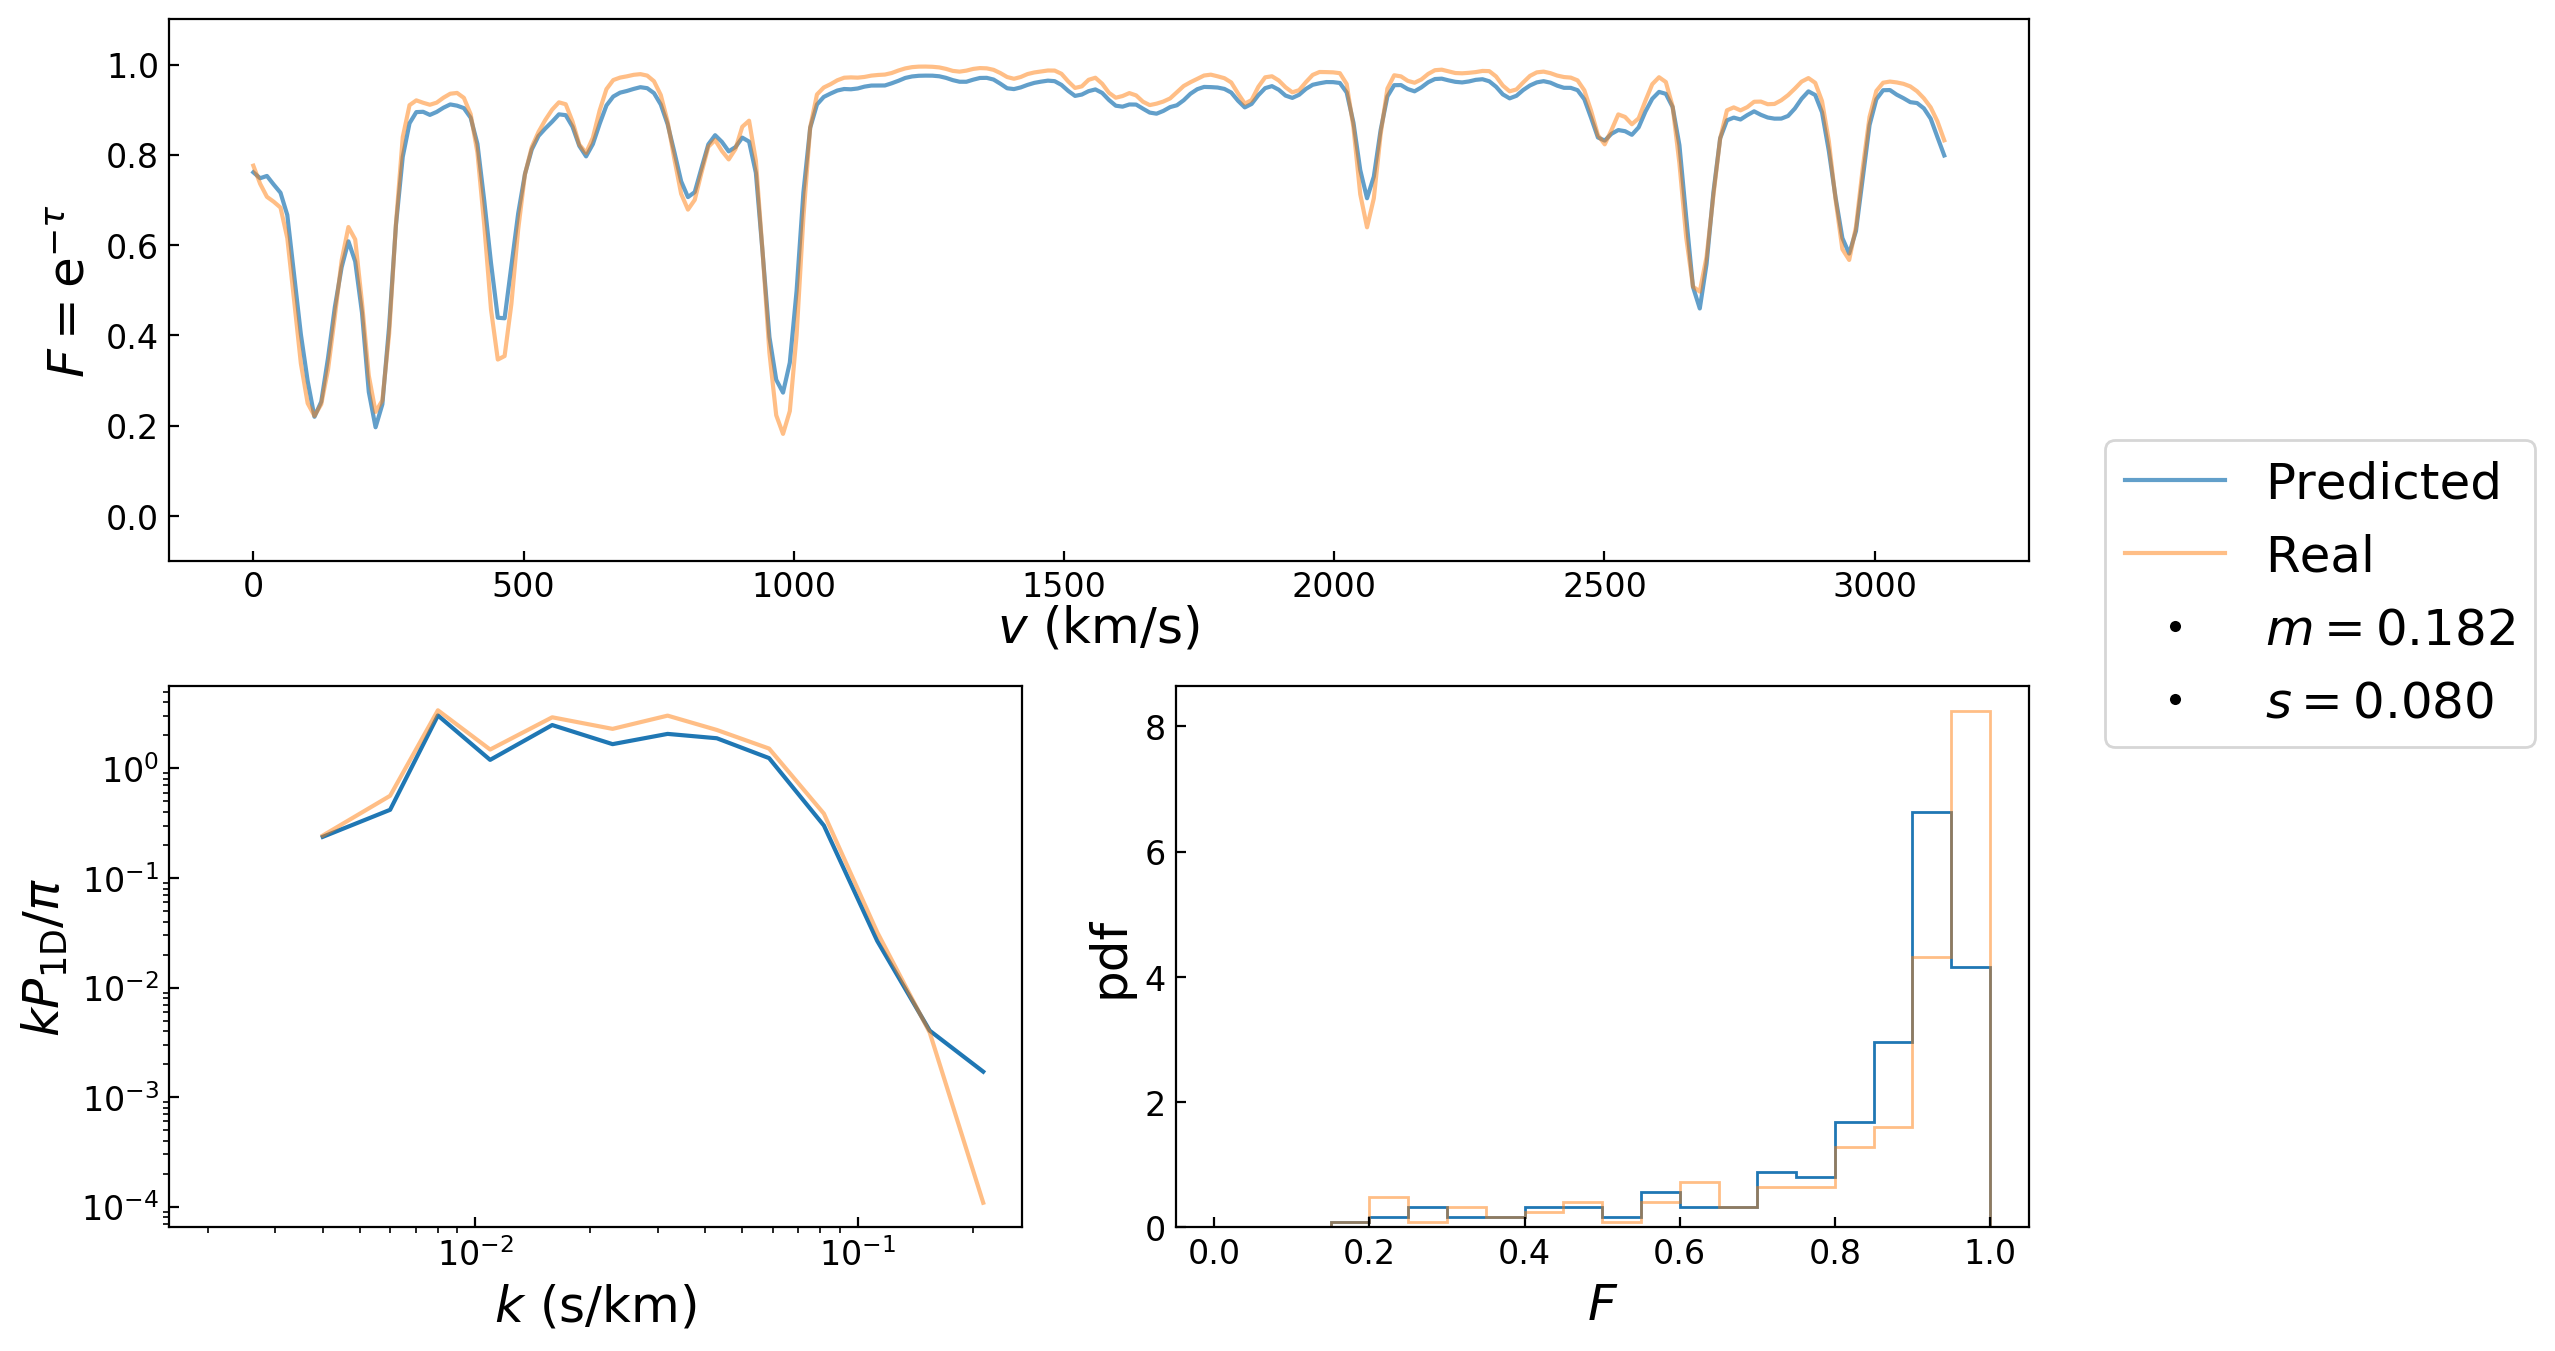 1.0
0.8
0.6
0.4
0.2
0.0
F = e^{-τ}
0 500 1000 1500 2000 2500 3000
v (km/s)
Predicted
Real
m = 0.182
s = 0.080
10^0
10^{-1}
10^{-2}
10^{-3}
10^{-4}
kP_{1D}/π
10^{-2} 10^{-1}
k (s/km)
8
6
4
2
0
pdf
0.0 0.2 0.4 0.6 0.8 1.0
F